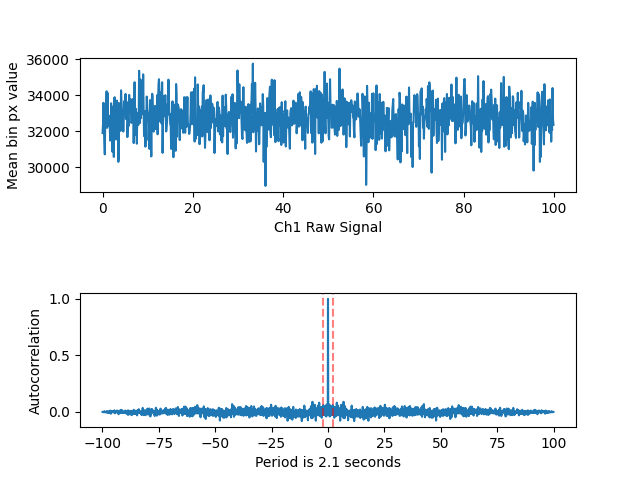 36000
34000
32000
30000
Mean bin px value
0 20 40 60 80 100
Ch1 Raw Signal
1.0
0.5
0.0
Autocorrelation
−100 −75 −50 −25 0 25 50 75 100
Period is 2.1 seconds